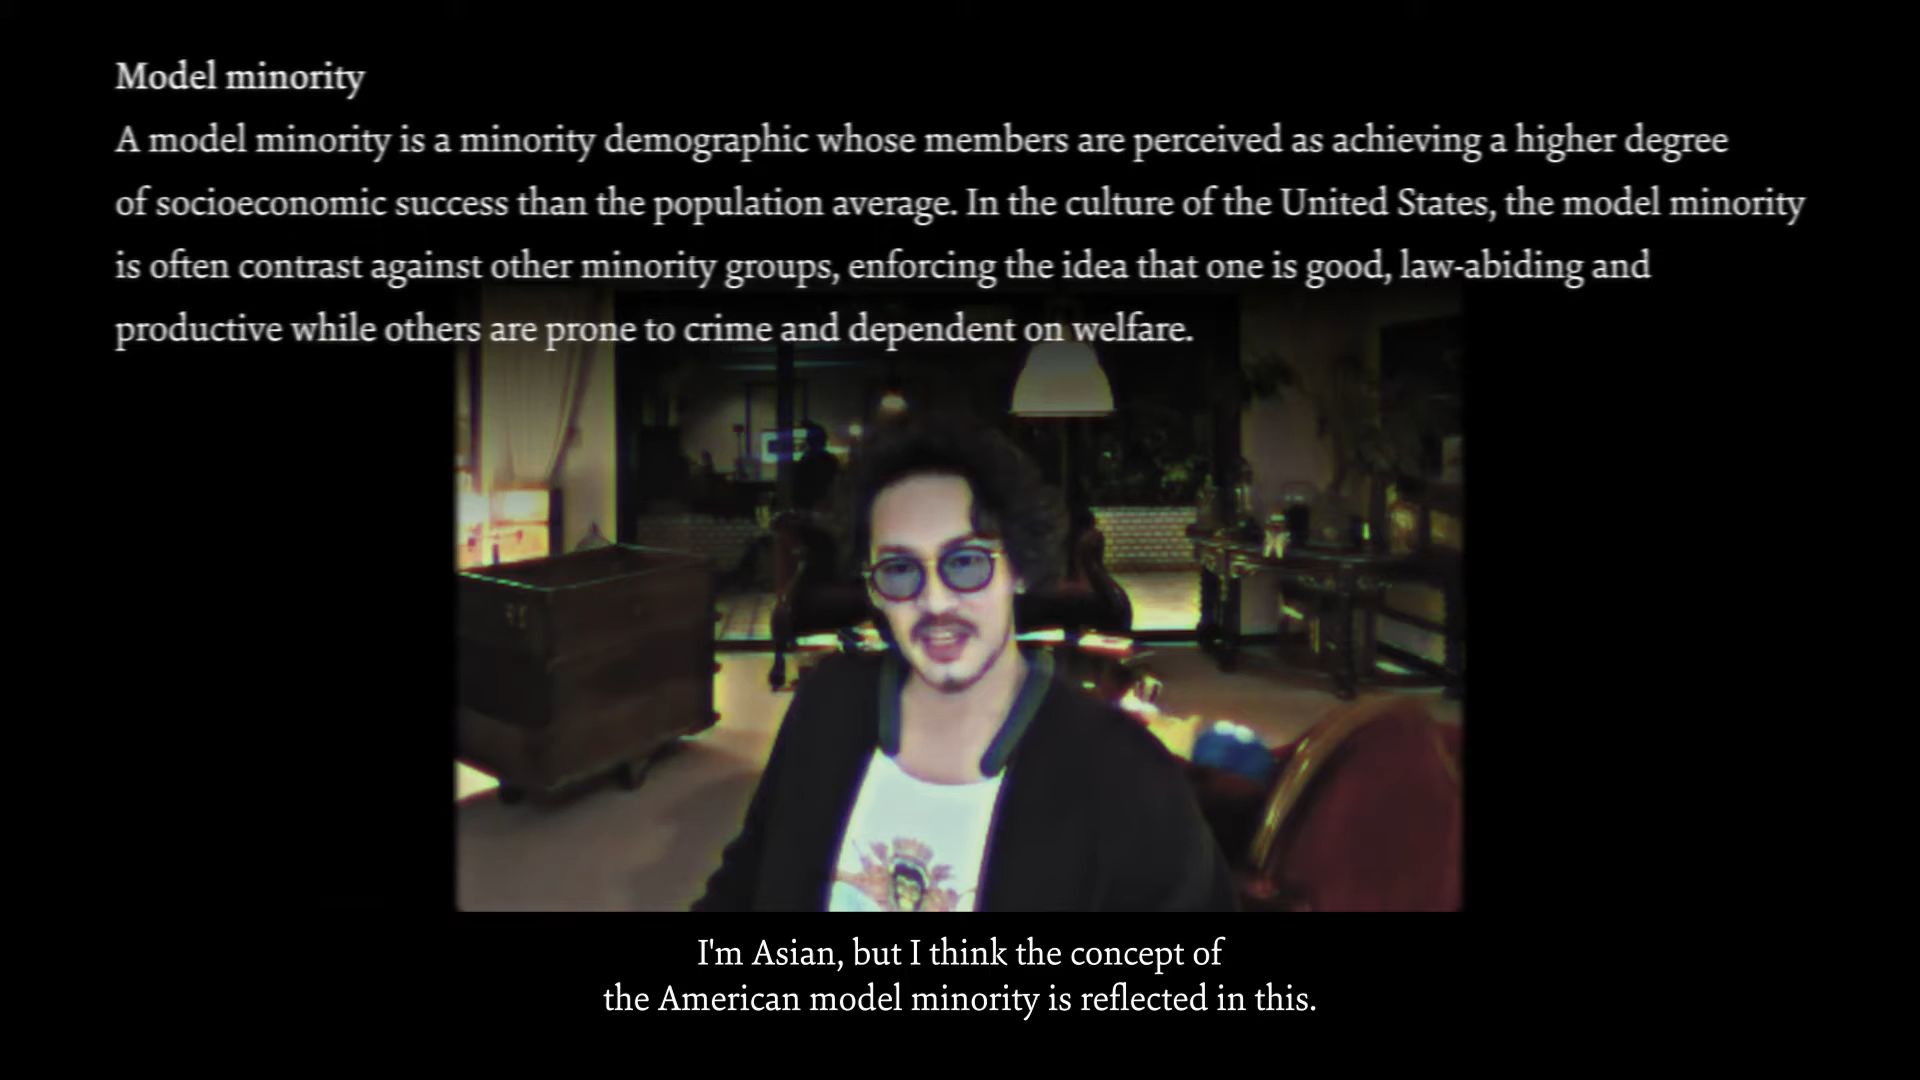 Model minority
A model minority is a minority demographic whose members are perceived as achieving a higher degree
of socioeconomic success than the population average. In the culture of the United States, the model minority
is often contrast against other minority groups, enforcing the idea that one is good, law-abiding and
productive while others are prone to crime and dependent on welfare.
I'm Asian, but I think the concept of
the American model minority is reflected in this.